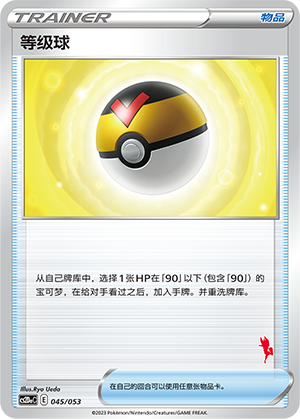 TRAINER 物品
等级球
从自己牌库中,选择1张HP在「90」以下(包含「90」)的
宝可梦,在给对手看过之后,加入手牌。并重洗牌库。
Illus.Ryo Ueda
在自己的回合可以使用任意张物品卡。
E 045/053
©2023 Pokémon/Nintendo/Creatures/GAME FREAK.